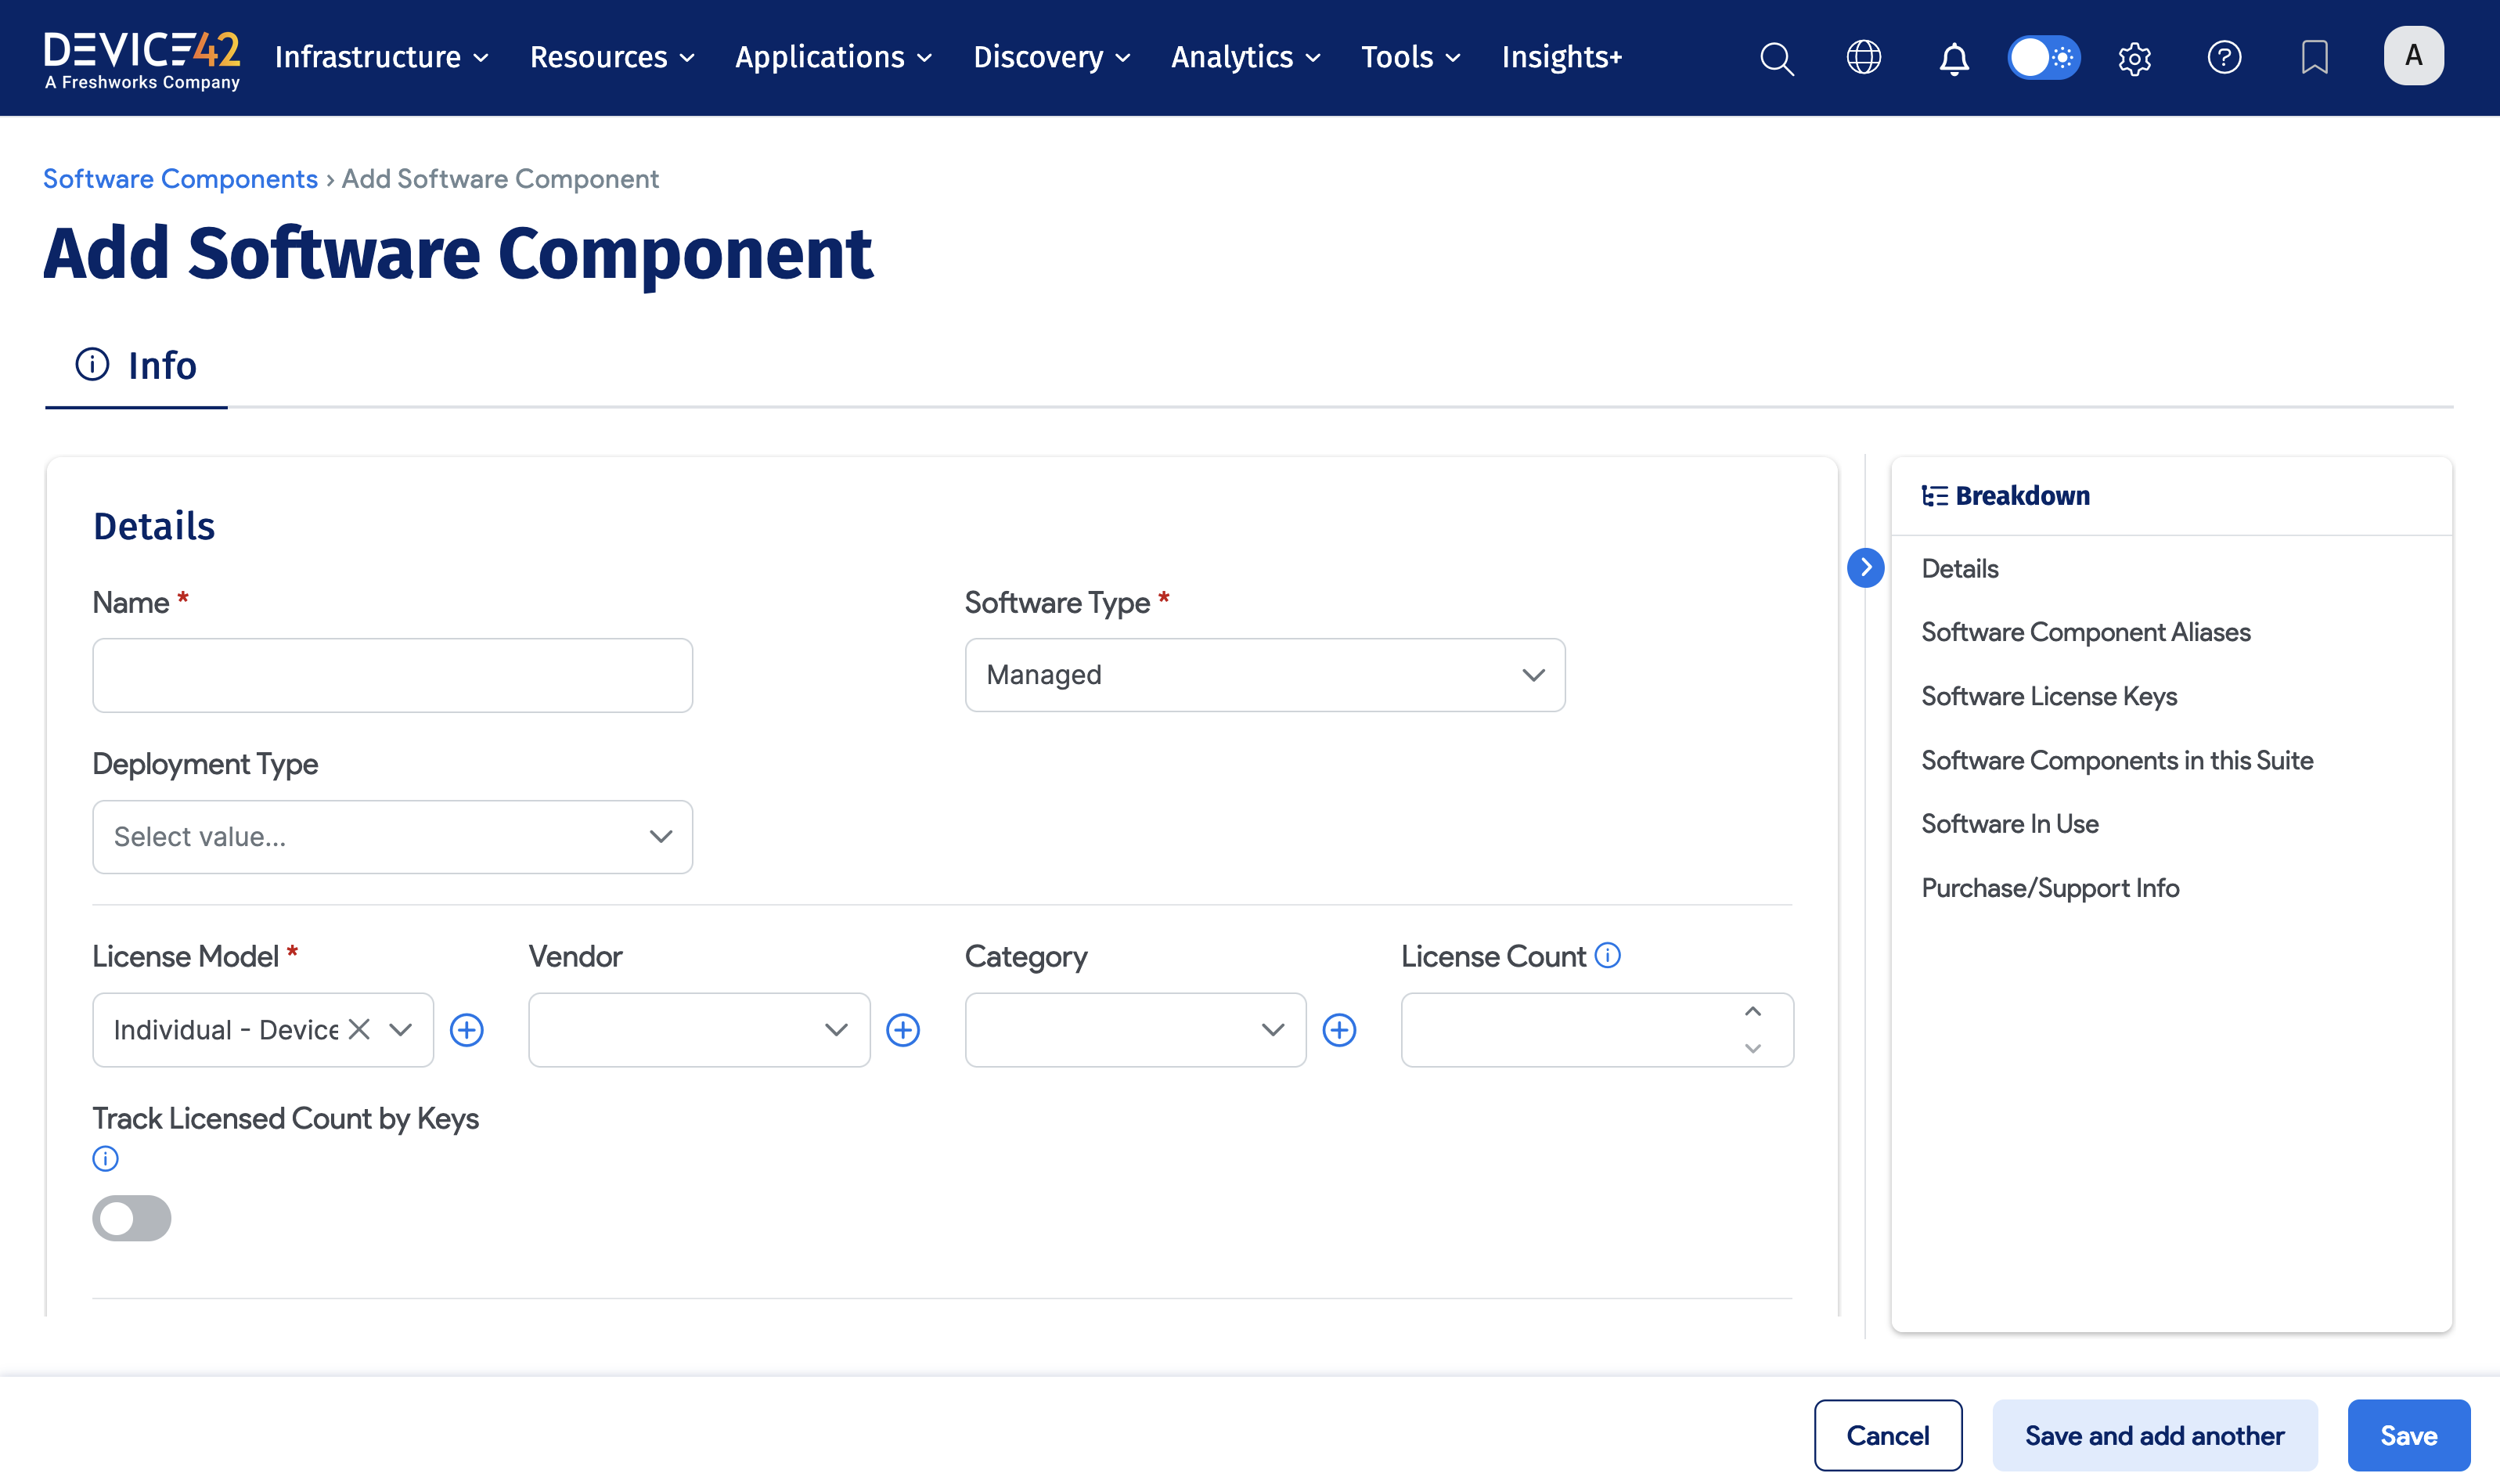 DEVICE42
A Freshworks Company
Infrastructure
Resources
Applications
Discovery
Analytics
Tools
Insights+
A
Software Components › Add Software Component
Add Software Component
Info
Details
Name *
Software Type *
Managed
Deployment Type
Select value...
License Model *
Vendor
Category
License Count
Individual - Device
Track Licensed Count by Keys
Breakdown
Details
Software Component Aliases
Software License Keys
Software Components in this Suite
Software In Use
Purchase/Support Info
Cancel
Save and add another
Save